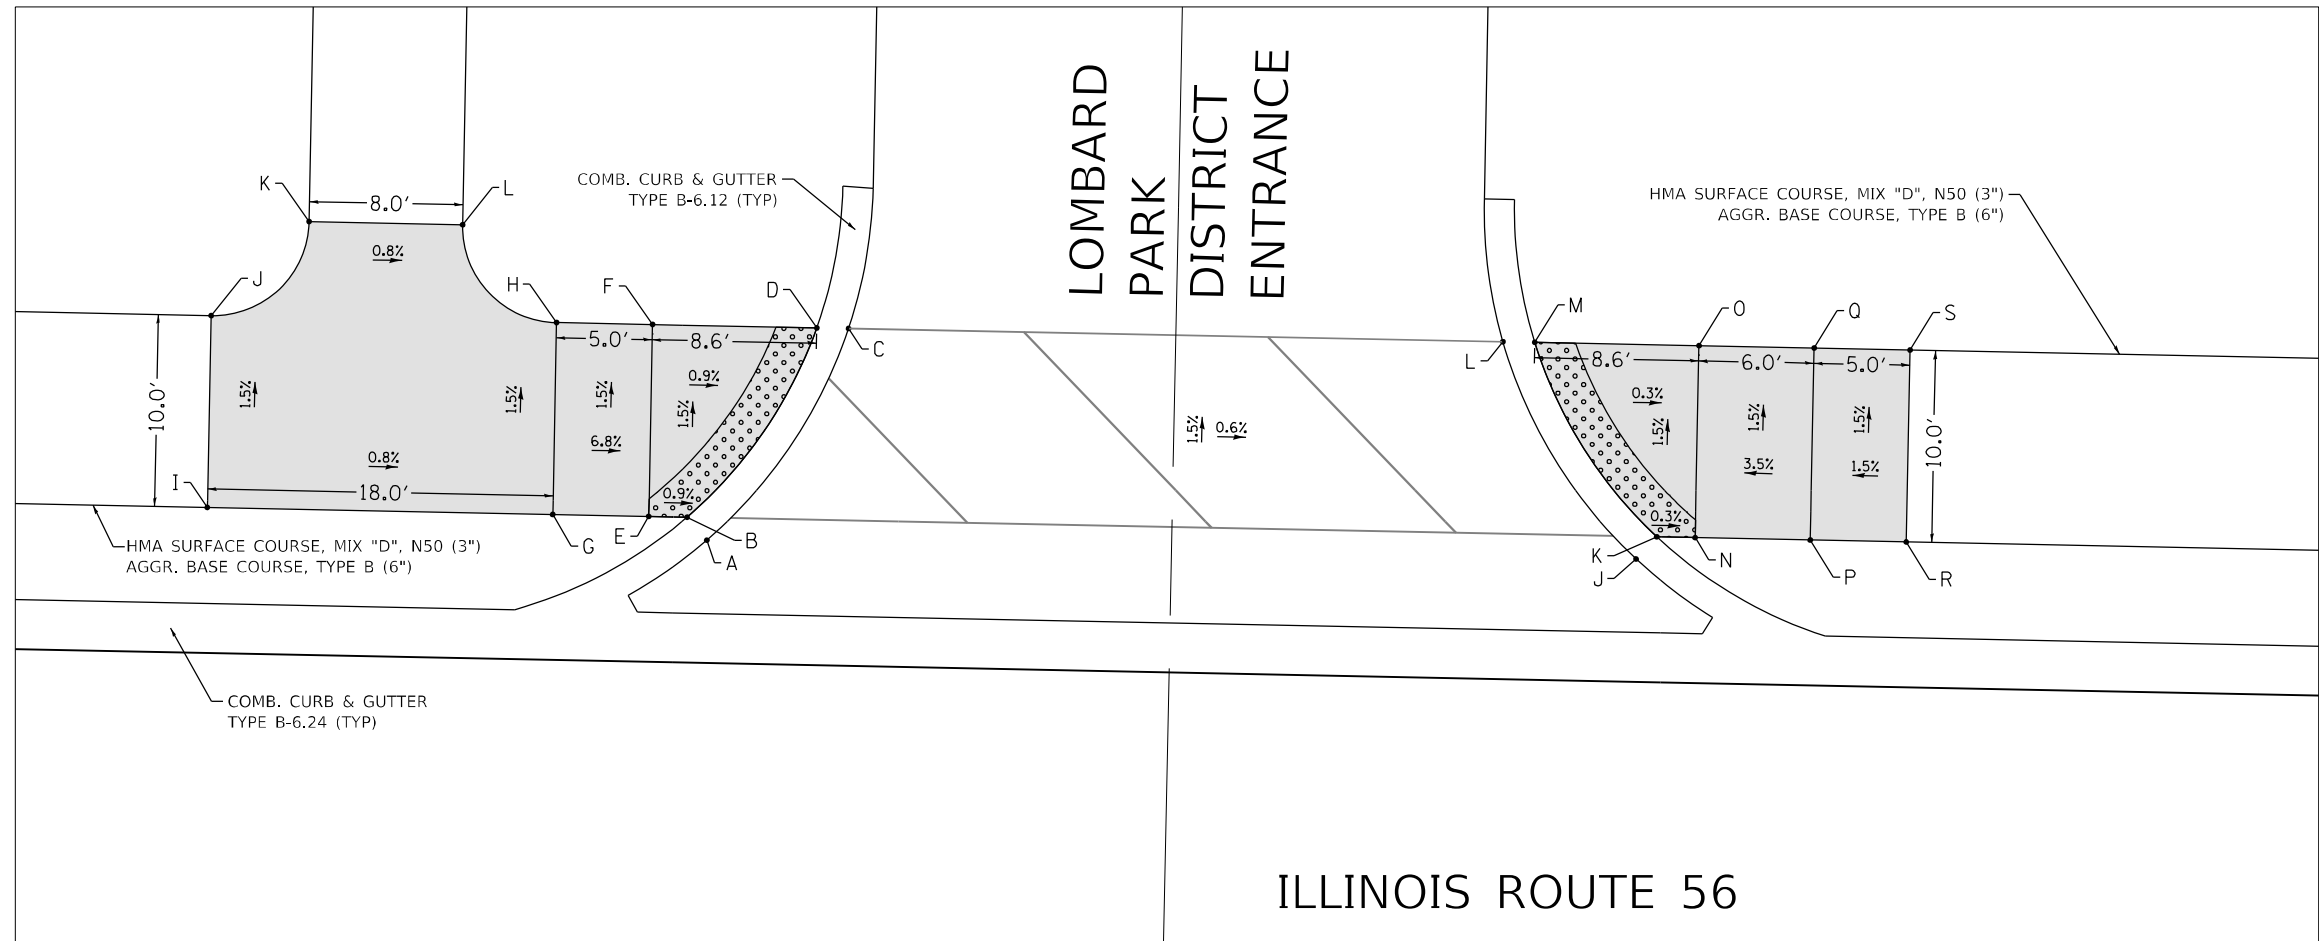 LOMBARD
PARK
DISTRICT
ENTRANCE
COMB. CURB & GUTTER
TYPE B-6.12 (TYP)
HMA SURFACE COURSE, MIX "D", N50 (3")
AGGR. BASE COURSE, TYPE B (6")
K
8.0'
L
0.8%
J
H
F
D
C
5.0'
8.6'
0.9%
1.5%
1.5%
1.5%
1.5%
10.0'
6.8%
0.8%
18.0'
0.9%
I
G
E
B
A
HMA SURFACE COURSE, MIX "D", N50 (3")
AGGR. BASE COURSE, TYPE B (6")
COMB. CURB & GUTTER
TYPE B-6.24 (TYP)
1.5%
0.6%
M
L
O
Q
S
8.6'
6.0'
5.0'
0.3%
1.5%
1.5%
1.5%
10.0'
3.5%
1.5%
0.3%
K
J
N
P
R
ILLINOIS ROUTE 56